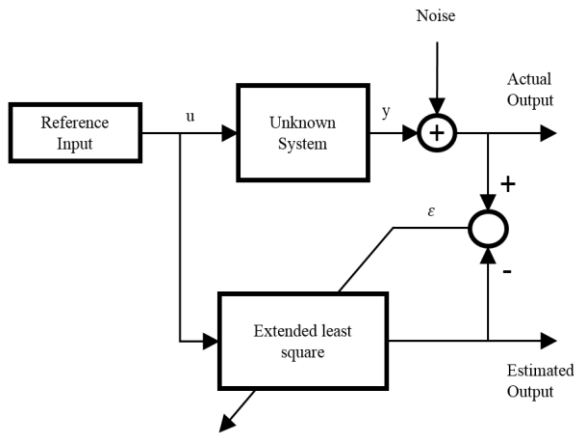 Noise
Actual
Output
Reference
Input
u
Unknown
System
y
+
+
ε
-
Extended least
square
Estimated
Output